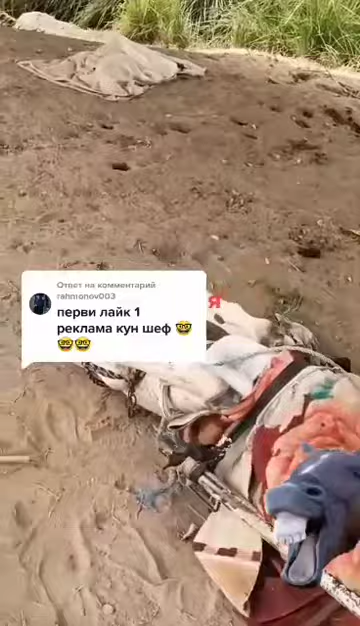 Ответ на комментарий
rahmonov003
перви лайк 1
реклама кун шеф 🤓
🤓🤓
Я